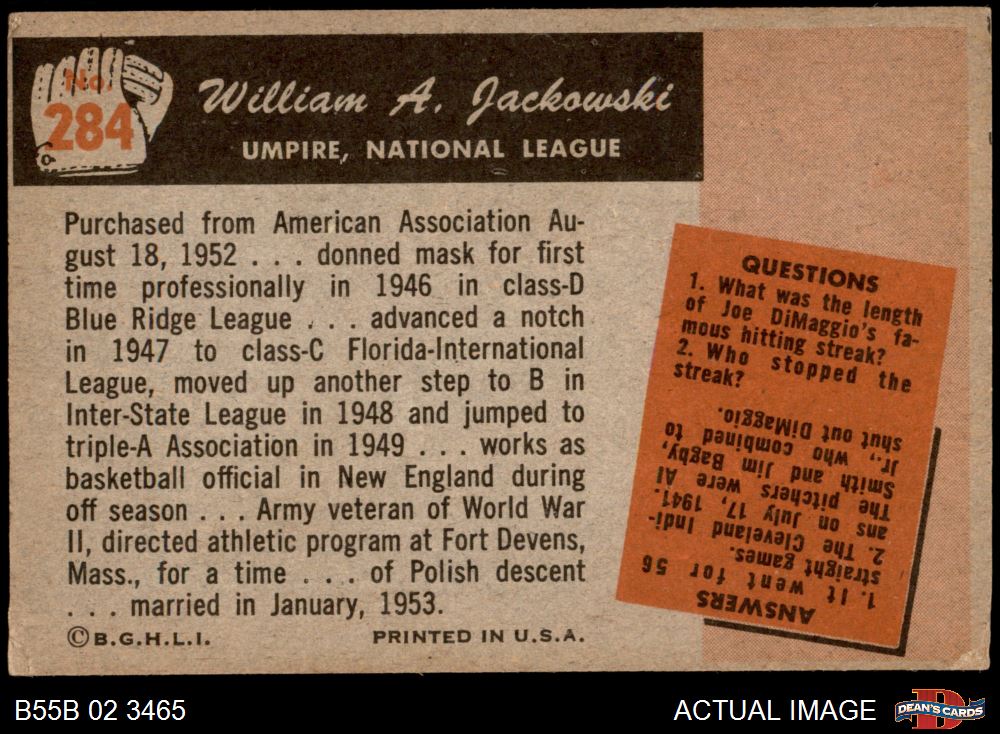 No.
284
William A. Jackowski
UMPIRE, NATIONAL LEAGUE
Purchased from American Association Au-
gust 18, 1952 . . . donned mask for first
time professionally in 1946 in class-D
Blue Ridge League . . . advanced a notch
in 1947 to class-C Florida-International
League, moved up another step to B in
Inter-State League in 1948 and jumped to
triple-A Association in 1949 . . . works as
basketball official in New England during
off season . . . Army veteran of World War
II, directed athletic program at Fort Devens,
Mass., for a time . . . of Polish descent
. . . married in January, 1953.
©B.G.H.L.I.
PRINTED IN U.S.A.
QUESTIONS
1. What was the length
of Joe DiMaggio's fa-
mous hitting streak?
2. Who stopped the
streak?
ANSWERS
1. It went for 56
straight games.
2. The Cleveland Indi-
ans on July 17, 1941.
The pitchers were Al
Smith and Jim Bagby,
Jr., who combined to
shut out DiMaggio.
B55B 02 3465
ACTUAL IMAGE
DEAN'S CARDS